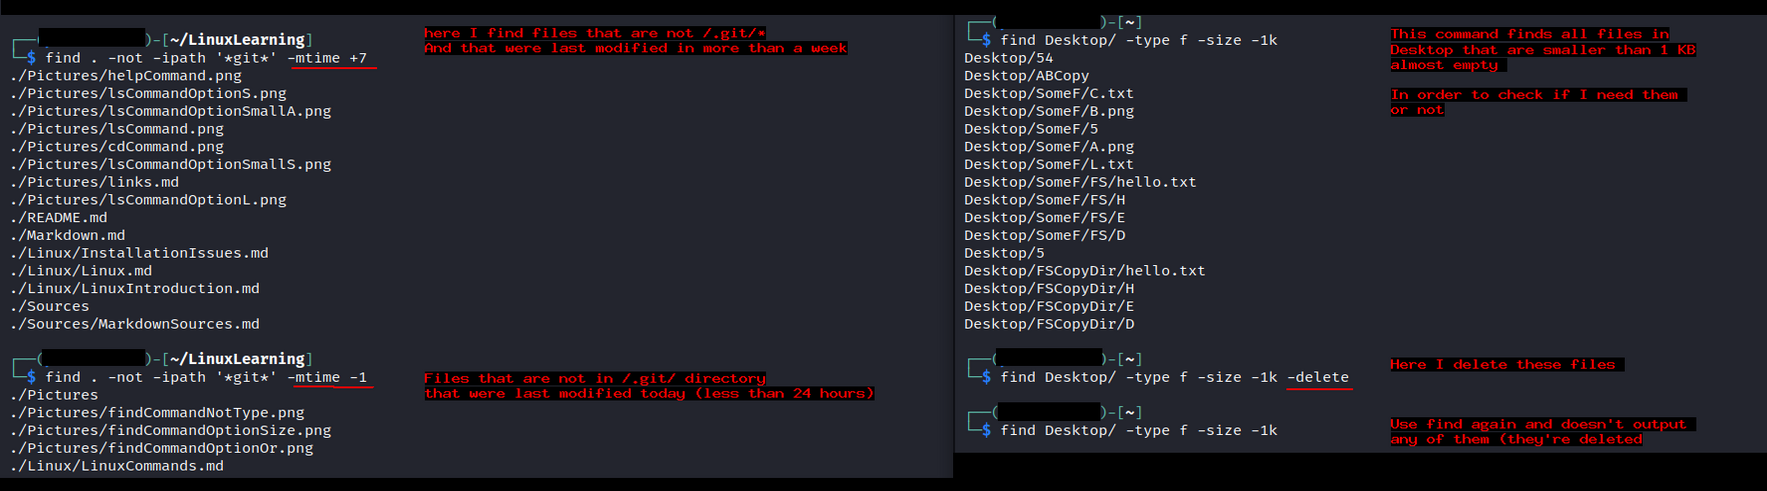 )-[~/LinuxLearning]
$ find . -not -ipath '*git*' -mtime +7
./Pictures/helpCommand.png
./Pictures/lsCommandOptionS.png
./Pictures/lsCommandOptionSmallA.png
./Pictures/lsCommand.png
./Pictures/cdCommand.png
./Pictures/lsCommandOptionSmallS.png
./Pictures/links.md
./Pictures/lsCommandOptionL.png
./README.md
./Markdown.md
./Linux/InstallationIssues.md
./Linux/Linux.md
./Linux/LinuxIntroduction.md
./Sources
./Sources/MarkdownSources.md
here I find files that are not /.git/*
And that were last modified in more than a week
)-[~/LinuxLearning]
$ find . -not -ipath '*git*' -mtime -1
./Pictures
./Pictures/findCommandNotType.png
./Pictures/findCommandOptionSize.png
./Pictures/findCommandOptionOr.png
./Linux/LinuxCommands.md
Files that are not in /.git/ directory
that were last modified today (less than 24 hours)
)-[~]
$ find Desktop/ -type f -size -1k
Desktop/54
Desktop/ABCopy
Desktop/SomeF/C.txt
Desktop/SomeF/B.png
Desktop/SomeF/5
Desktop/SomeF/A.png
Desktop/SomeF/L.txt
Desktop/SomeF/FS/hello.txt
Desktop/SomeF/FS/H
Desktop/SomeF/FS/E
Desktop/SomeF/FS/D
Desktop/5
Desktop/FSCopyDir/hello.txt
Desktop/FSCopyDir/H
Desktop/FSCopyDir/E
Desktop/FSCopyDir/D
This command finds all files in
Desktop that are smaller than 1 KB
almost empty
In order to check if I need them
or not
)-[~]
$ find Desktop/ -type f -size -1k -delete
Here I delete these files
)-[~]
$ find Desktop/ -type f -size -1k
Use find again and doesn't output
any of them (they're deleted